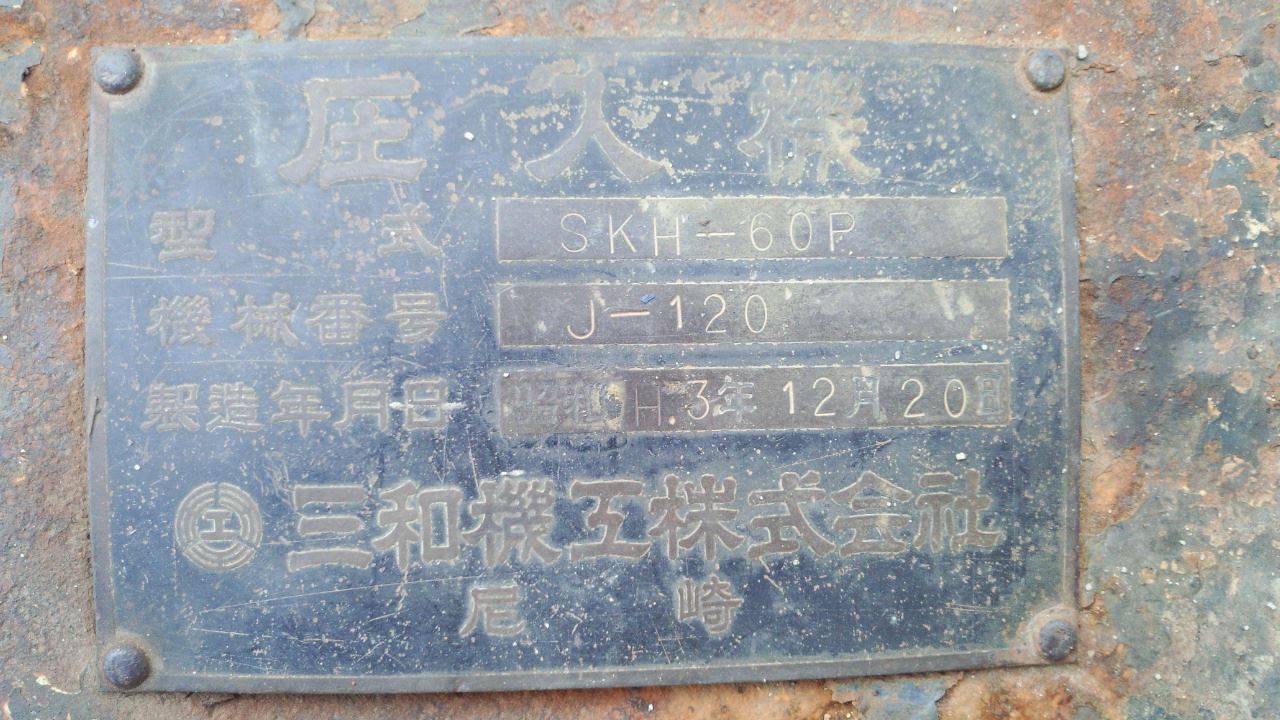 圧入機
型式 SKH-60P
機械番号 J-120
製造年月日 昭和 H.3年 12月20日
工 三和機工株式会社
尼崎